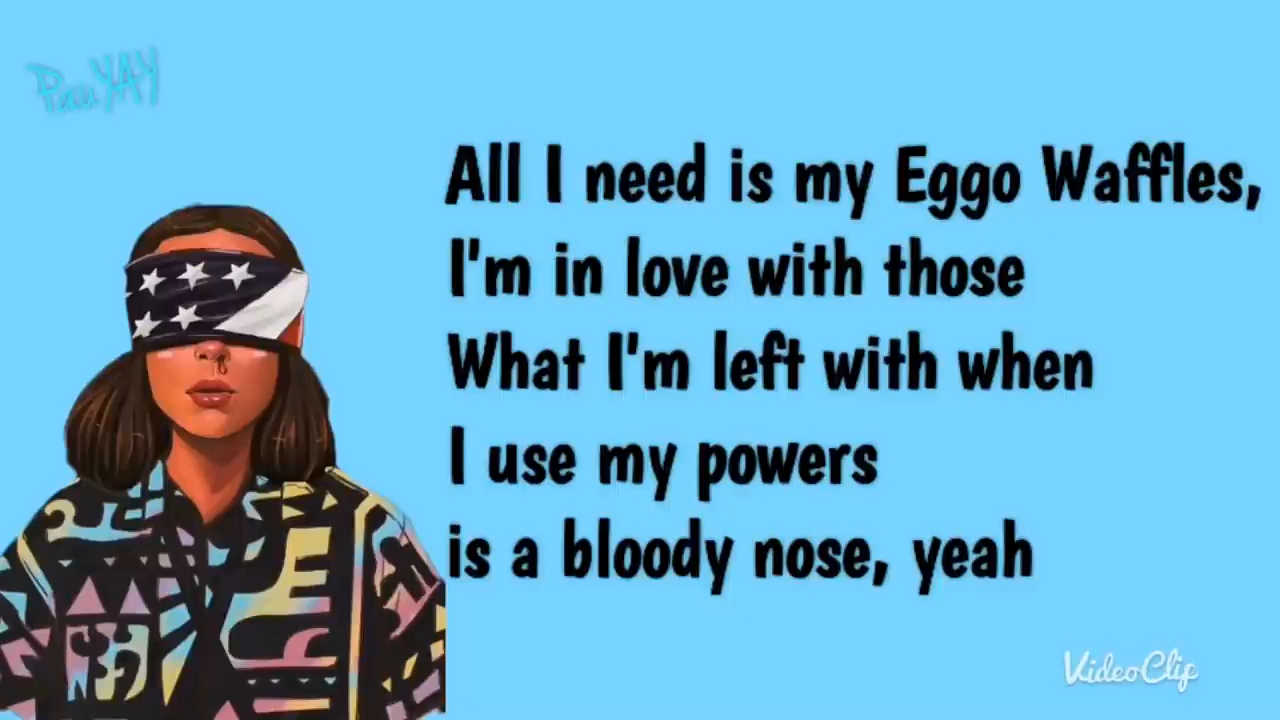 PauYAY
All I need is my Eggo Waffles,
I'm in love with those
What I'm left with when
I use my powers
is a bloody nose, yeah
VideoClip